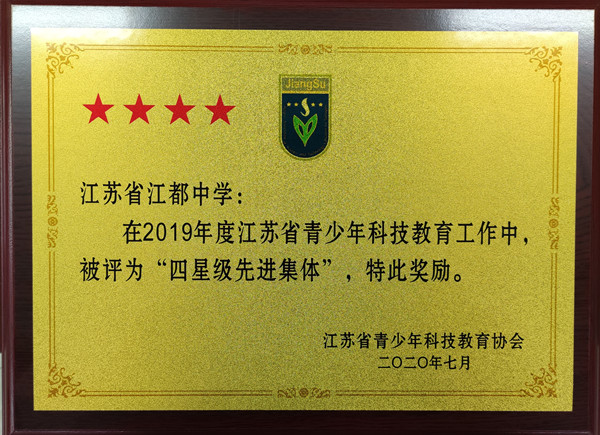 JiangSu
江苏省江都中学：
在2019年度江苏省青少年科技教育工作中，
被评为“四星级先进集体”，特此奖励。
江苏省青少年科技教育协会
二〇二〇年七月